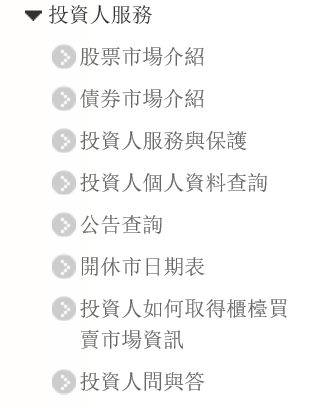 投資人服務
股票市場介紹
債券市場介紹
投資人服務與保護
投資人個人資料查詢
公告查詢
開休市日期表
投資人如何取得櫃檯買
賣市場資訊
投資人問與答